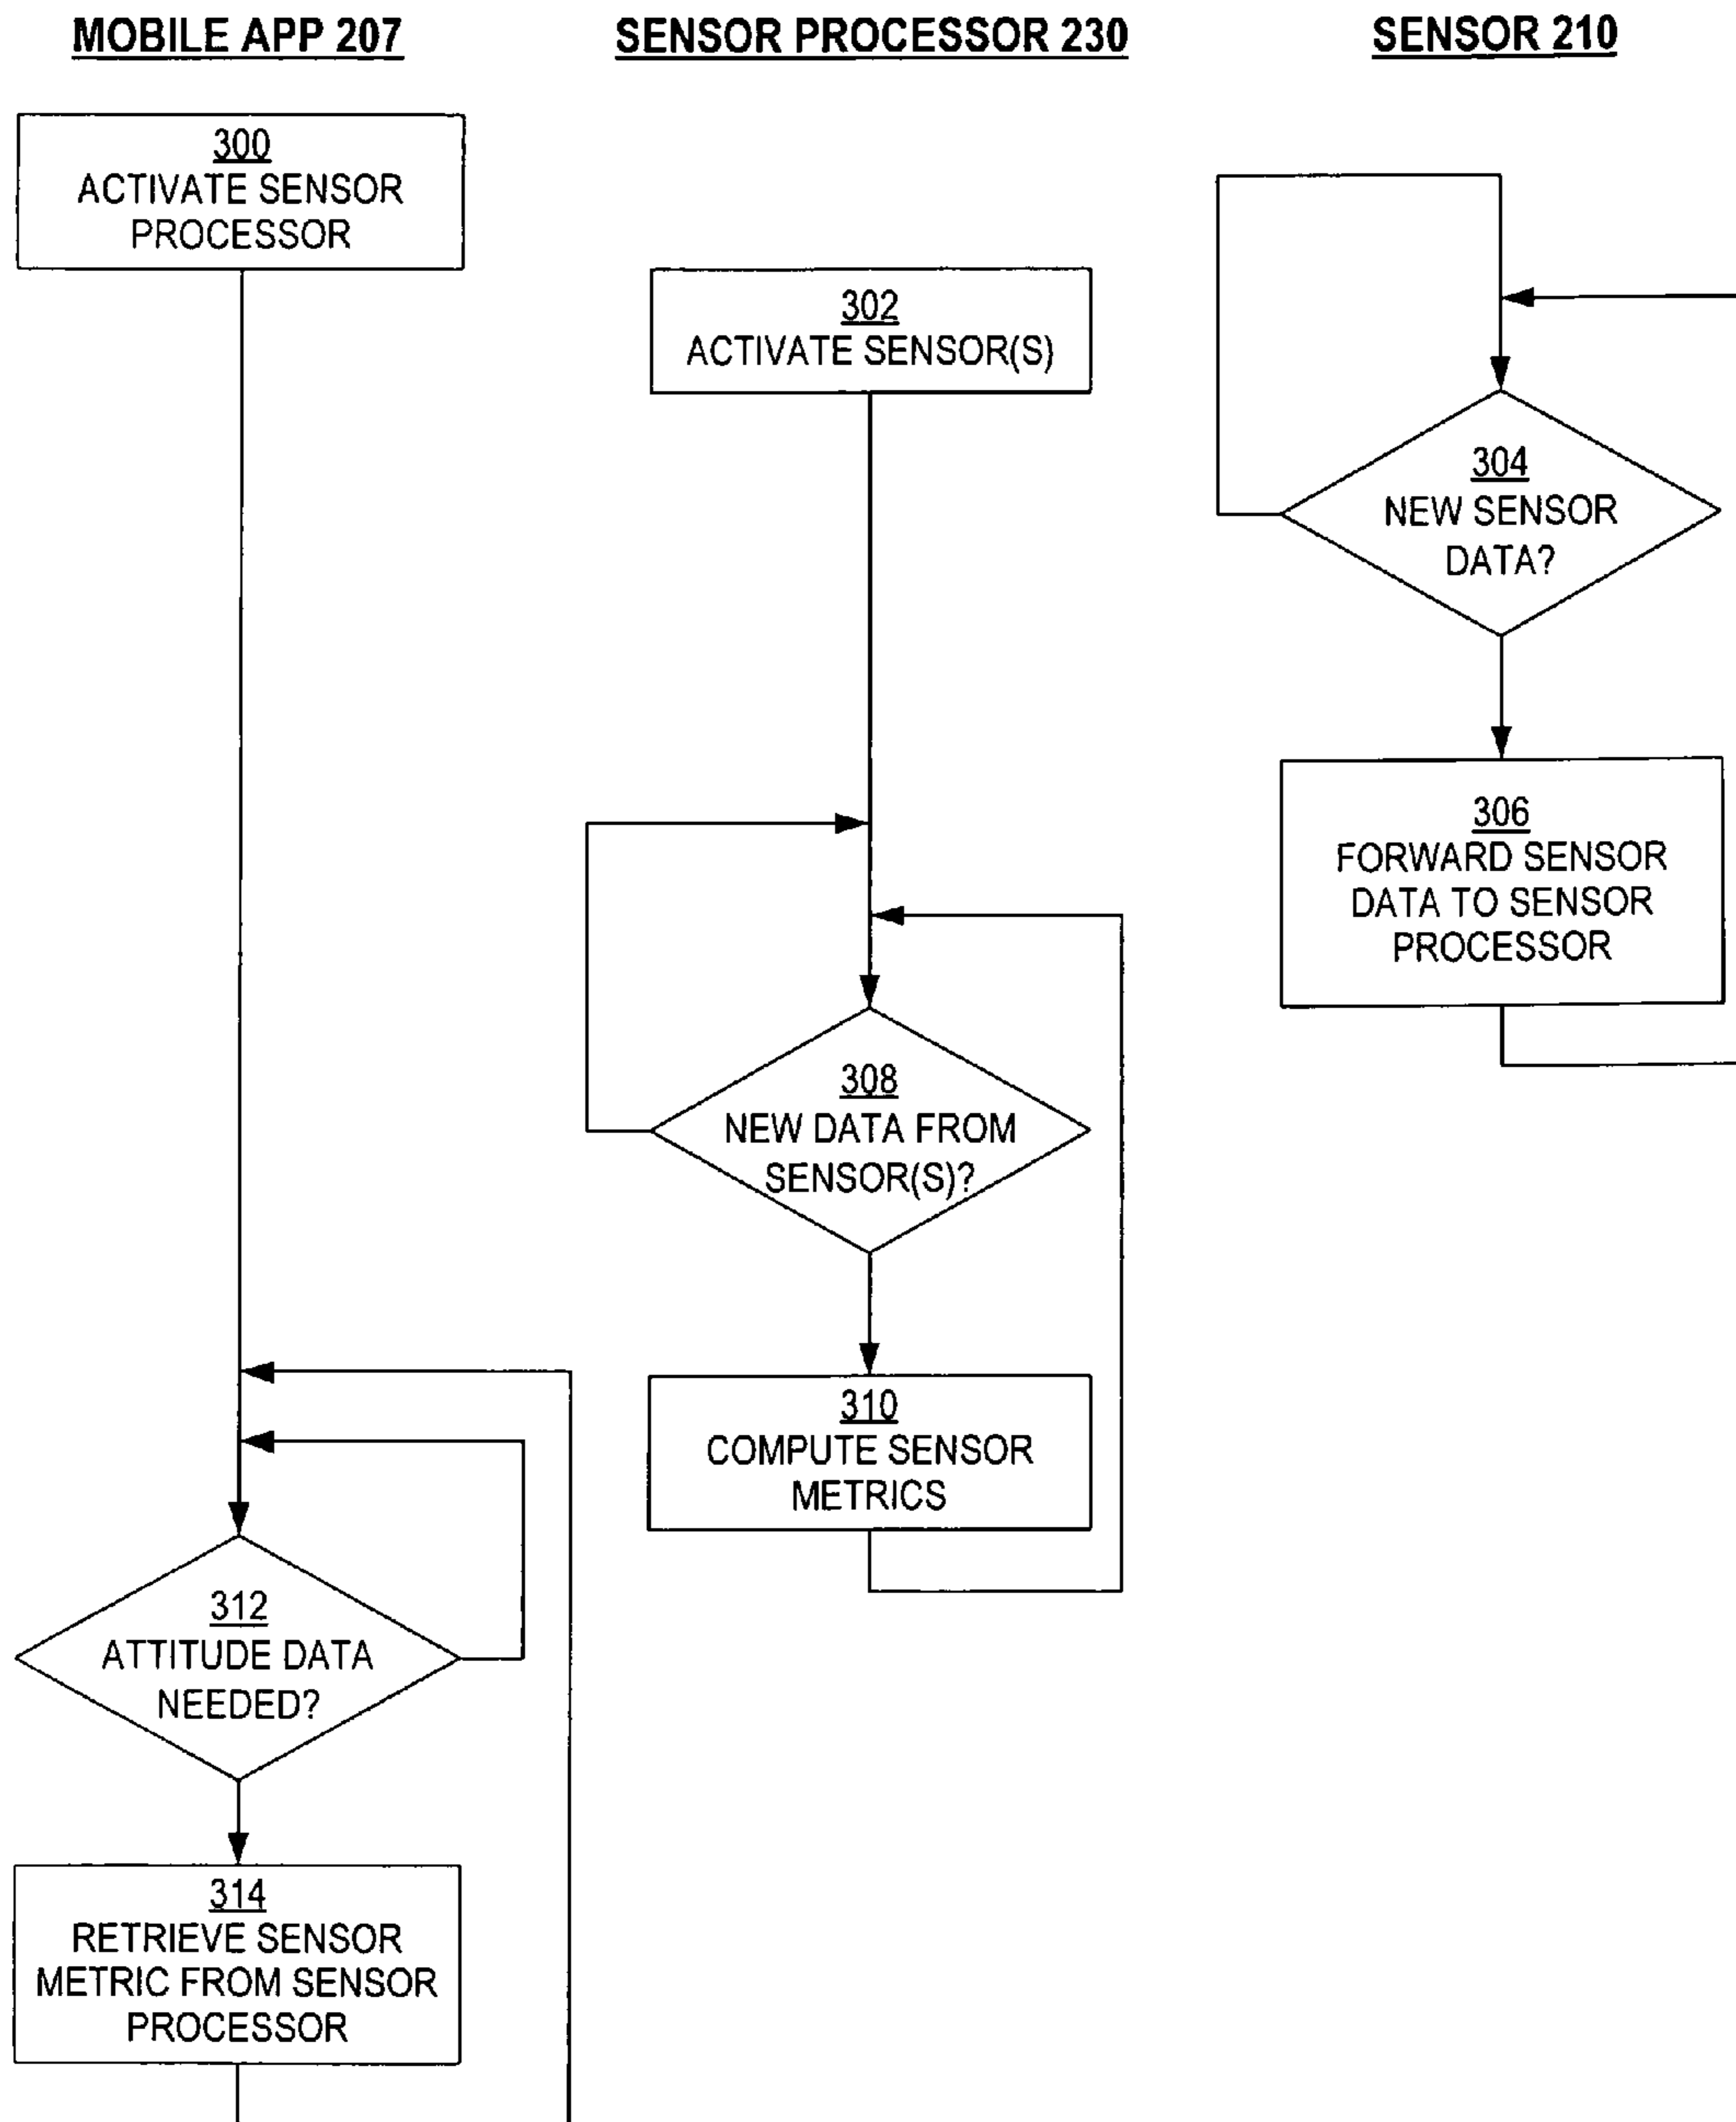 MOBILE APP 207
SENSOR PROCESSOR 230
SENSOR 210
300
ACTIVATE SENSOR
PROCESSOR
302
ACTIVATE SENSOR(S)
304
NEW SENSOR
DATA?
306
FORWARD SENSOR
DATA TO SENSOR
PROCESSOR
308
NEW DATA FROM
SENSOR(S)?
310
COMPUTE SENSOR
METRICS
312
ATTITUDE DATA
NEEDED?
314
RETRIEVE SENSOR
METRIC FROM SENSOR
PROCESSOR